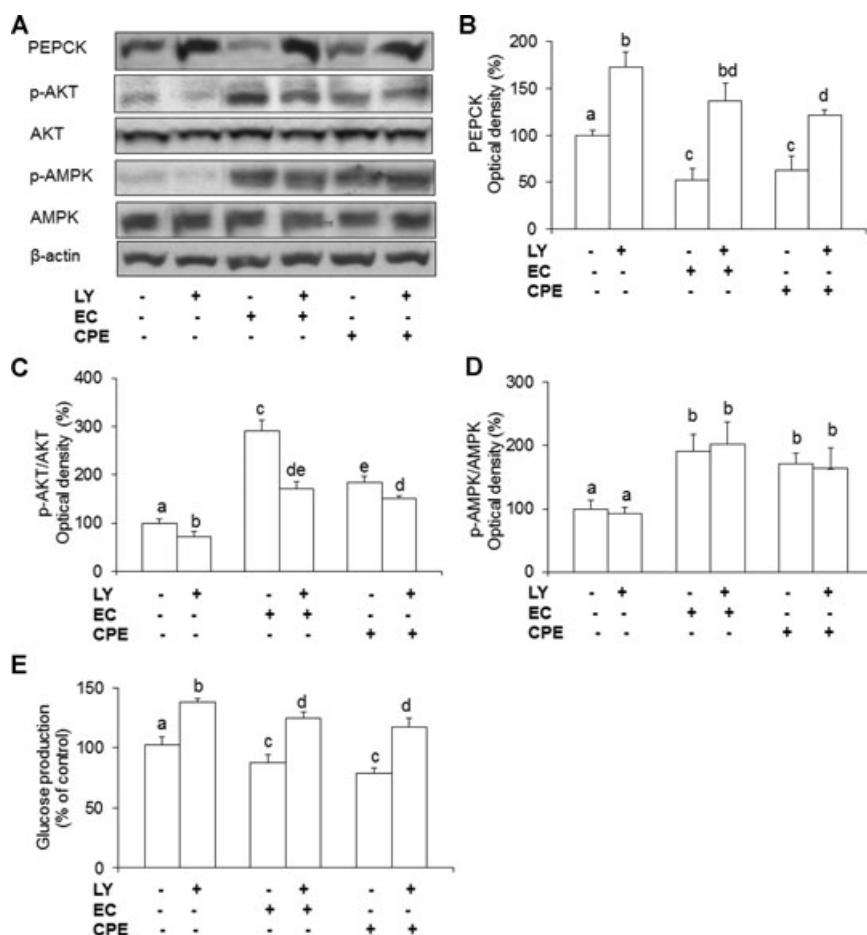 A
PEPCK
p-AKT
AKT
p-AMPK
AMPK
β-actin
LY - + - + - +
EC - - + + - -
CPE - - - - + +
B
PEPCK
Optical density (%)
200
150
100
50
0
a b c bd c d
LY - + - + - +
EC - - + + - -
CPE - - - - + +
C
p-AKT/AKT
Optical density (%)
400
300
200
100
0
a b c de e d
LY - + - + - +
EC - - + + - -
CPE - - - - + +
D
p-AMPK/AMPK
Optical density (%)
300
200
100
0
a a b b b b
LY - + - + - +
EC - - + + - -
CPE - - - - + +
E
Glucose production
(% of control)
150
100
50
0
a b c d c d
LY - + - + - +
EC - - + + - -
CPE - - - - + +